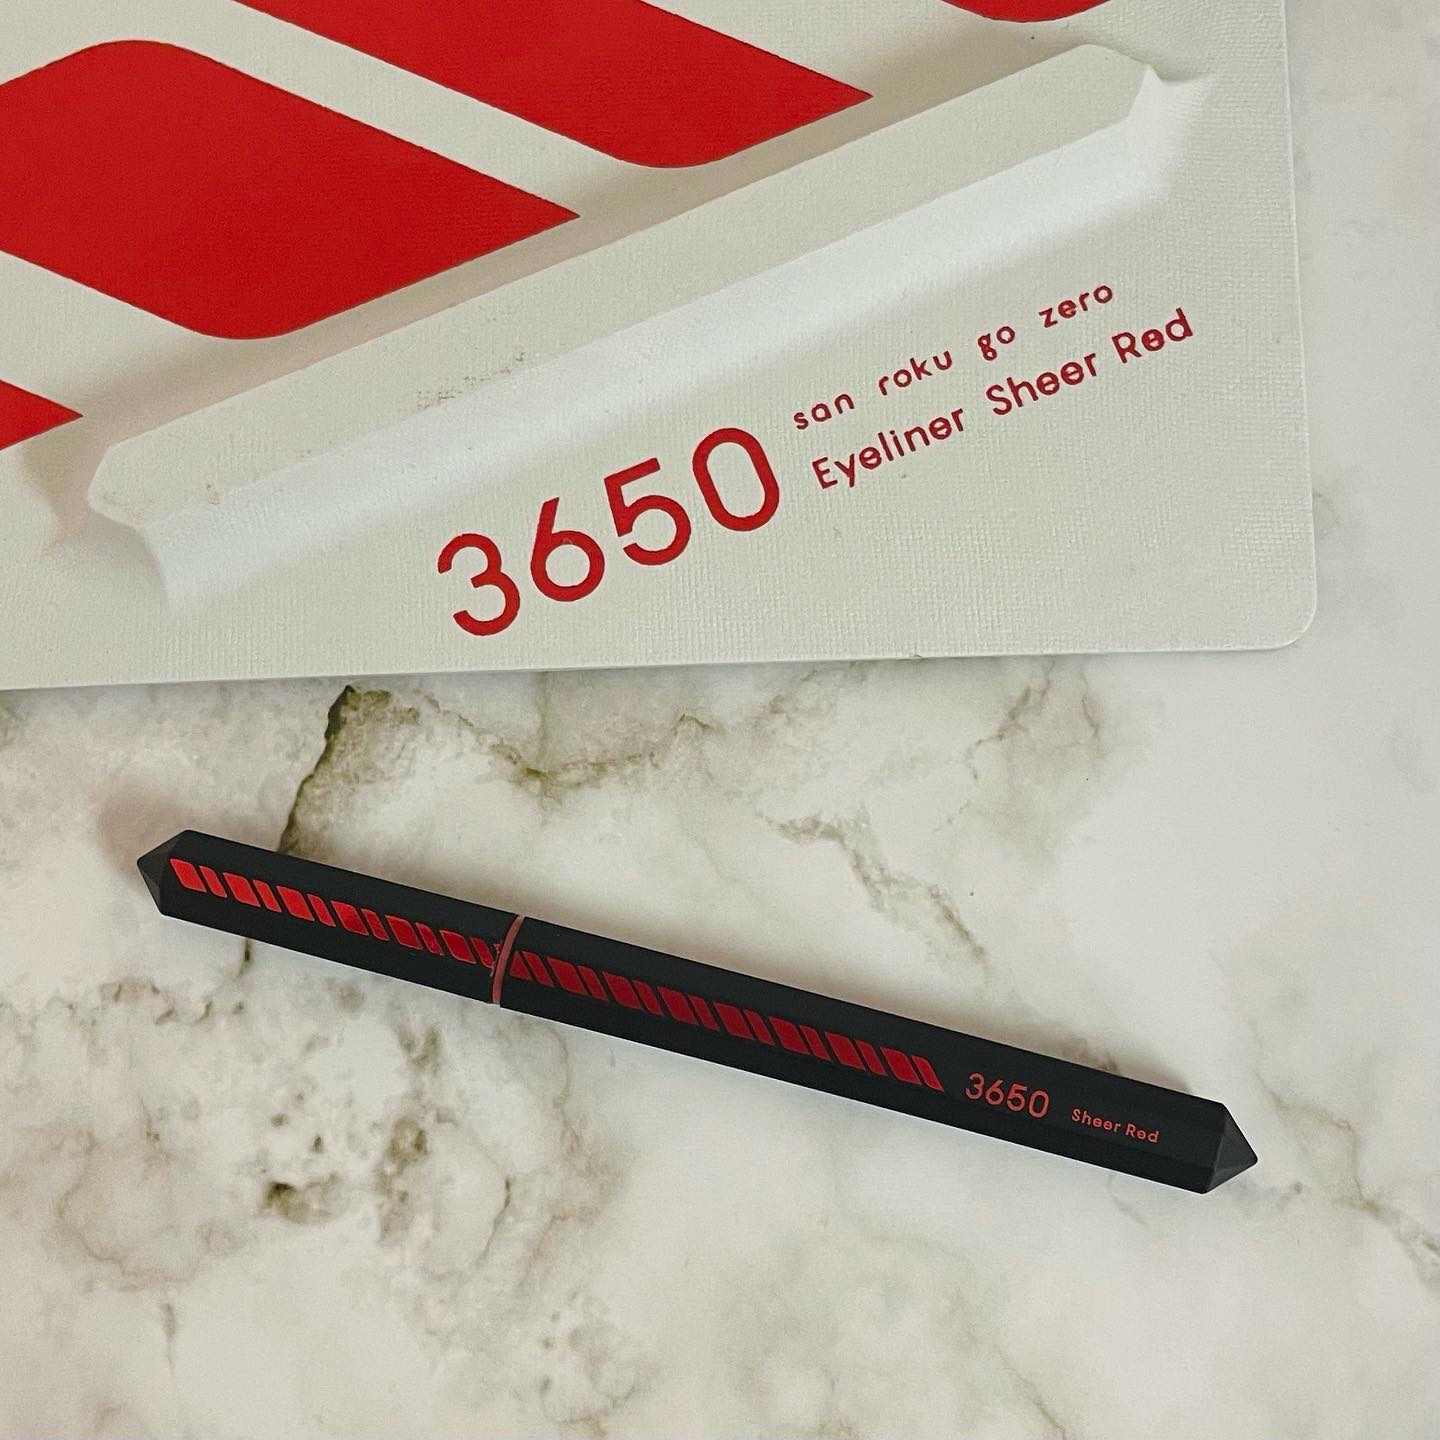 3650
san roku go zero
Eyeliner Sheer Red
3650 Sheer Red